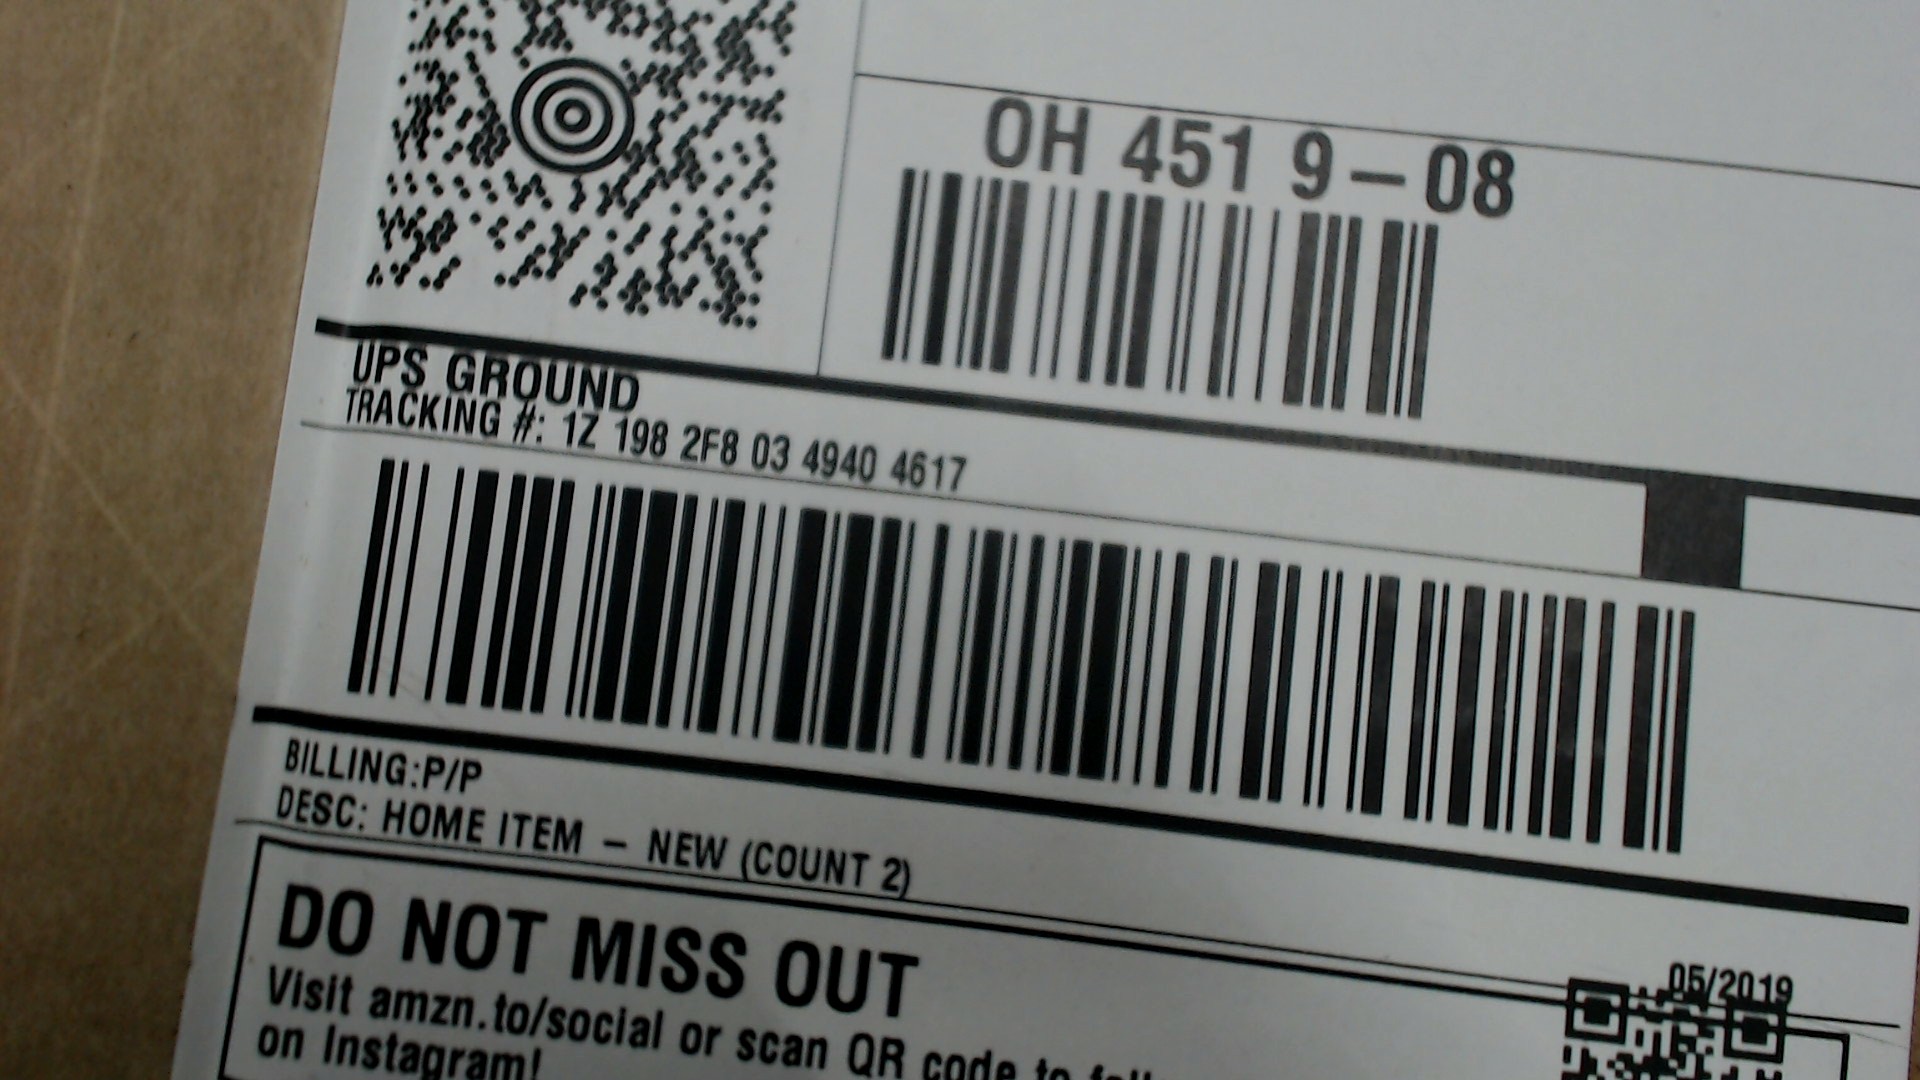 OH 451 9-08
UPS GROUND
TRACKING #: 1Z 198 2F8 03 4940 4617
BILLING:P/P
DESC: HOME ITEM - NEW (COUNT 2)
05/2019
DO NOT MISS OUT
Visit amzn.to/social or scan QR code to
on Instagram!